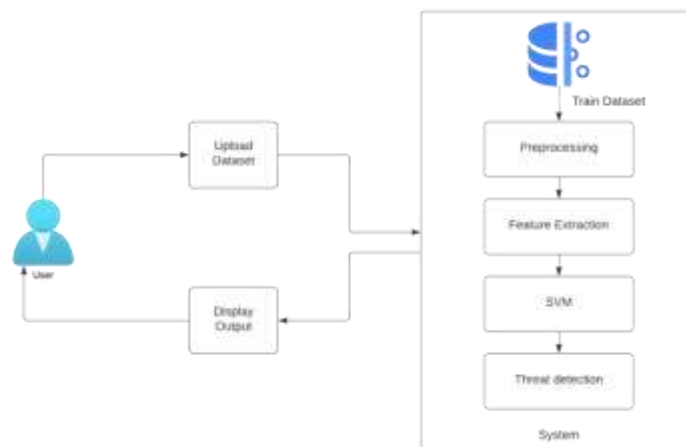 Train Dataset
Upload
Dataset
Preprocessing
User
Feature Extraction
Display
Output
SVM
Threat detection
System